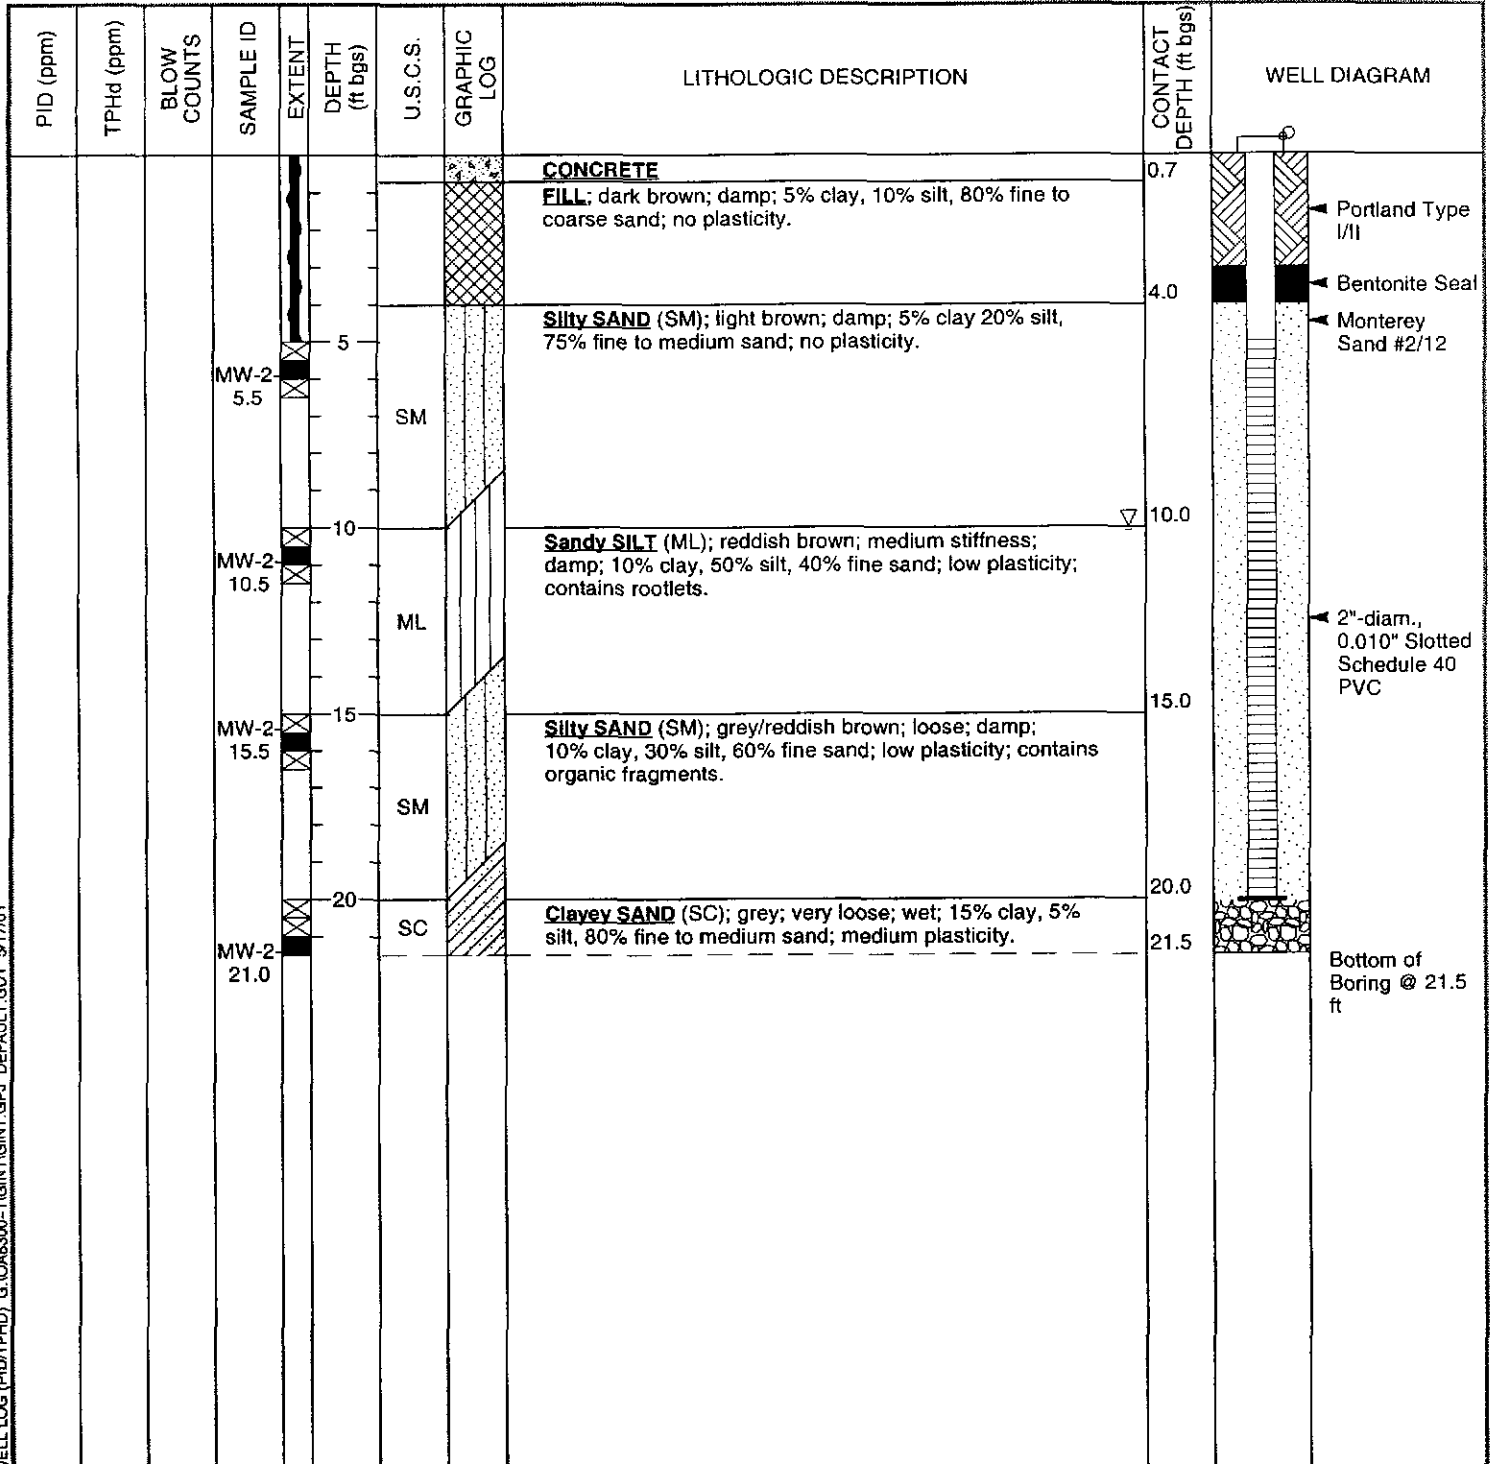 PID (ppm)
TPHd (ppm)
BLOW
COUNTS
SAMPLE ID
EXTENT
DEPTH
(ft bgs)
U.S.C.S.
GRAPHIC
LOG
LITHOLOGIC DESCRIPTION
CONTACT
DEPTH (ft bgs)
WELL DIAGRAM
CONCRETE
0.7
FILL; dark brown; damp; 5% clay, 10% silt, 80% fine to
coarse sand; no plasticity.
Portland Type
I/II
Bentonite Seal
4.0
Silty SAND (SM); light brown; damp; 5% clay 20% silt,
75% fine to medium sand; no plasticity.
Monterey
Sand #2/12
5
MW-2
5.5
SM
10
10.0
Sandy SILT (ML); reddish brown; medium stiffness;
damp; 10% clay, 50% silt, 40% fine sand; low plasticity;
contains rootlets.
MW-2
10.5
ML
2"-diam.,
0.010" Slotted
Schedule 40
PVC
15
15.0
Silty SAND (SM); grey/reddish brown; loose; damp;
10% clay, 30% silt, 60% fine sand; low plasticity; contains
organic fragments.
MW-2
15.5
SM
20
20.0
Clayey SAND (SC); grey; very loose; wet; 15% clay, 5%
silt, 80% fine to medium sand; medium plasticity.
SC
21.5
MW-2
21.0
Bottom of
Boring @ 21.5
ft
WELL LOG (PID/TPHD)
DEFAULT.GDT